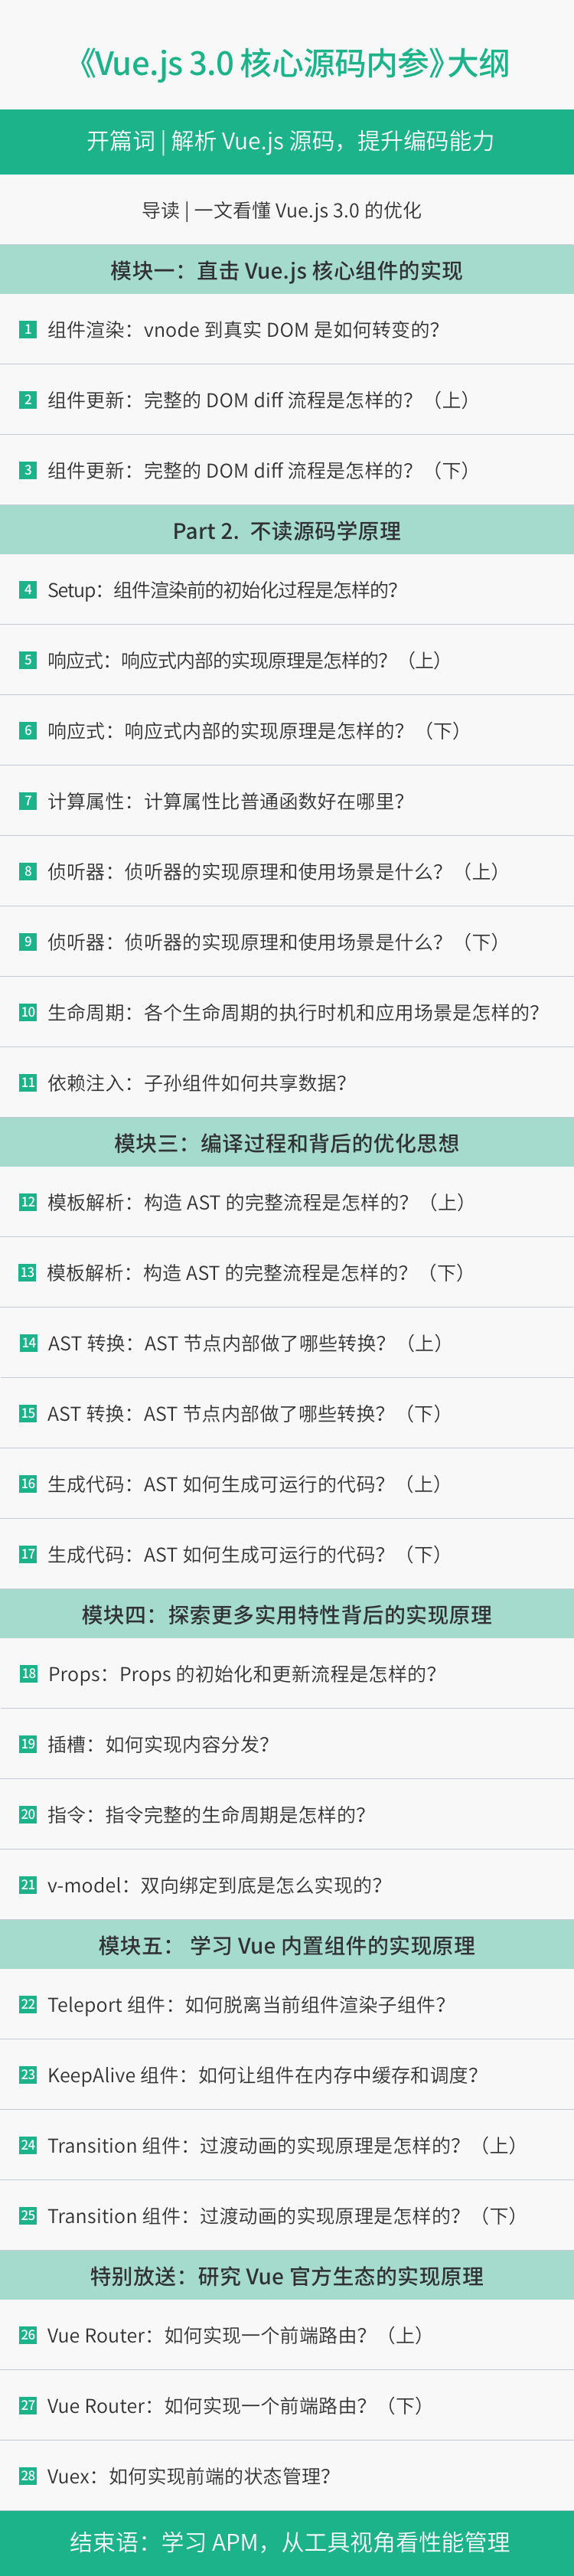 《Vue.js 3.0 核心源码内参》大纲
开篇词 | 解析 Vue.js 源码，提升编码能力
导读 | 一文看懂 Vue.js 3.0 的优化
模块一：直击 Vue.js 核心组件的实现
1 组件渲染：vnode 到真实 DOM 是如何转变的？
2 组件更新：完整的 DOM diff 流程是怎样的？（上）
3 组件更新：完整的 DOM diff 流程是怎样的？（下）
Part 2. 不读源码学原理
4 Setup：组件渲染前的初始化过程是怎样的？
5 响应式：响应式内部的实现原理是怎样的？（上）
6 响应式：响应式内部的实现原理是怎样的？（下）
7 计算属性：计算属性比普通函数好在哪里？
8 侦听器：侦听器的实现原理和使用场景是什么？（上）
9 侦听器：侦听器的实现原理和使用场景是什么？（下）
10 生命周期：各个生命周期的执行时机和应用场景是怎样的？
11 依赖注入：子孙组件如何共享数据？
模块三：编译过程和背后的优化思想
12 模板解析：构造 AST 的完整流程是怎样的？（上）
13 模板解析：构造 AST 的完整流程是怎样的？（下）
14 AST 转换：AST 节点内部做了哪些转换？（上）
15 AST 转换：AST 节点内部做了哪些转换？（下）
16 生成代码：AST 如何生成可运行的代码？（上）
17 生成代码：AST 如何生成可运行的代码？（下）
模块四：探索更多实用特性背后的实现原理
18 Props：Props 的初始化和更新流程是怎样的？
19 插槽：如何实现内容分发？
20 指令：指令完整的生命周期是怎样的？
21 v-model：双向绑定到底是怎么实现的？
模块五： 学习 Vue 内置组件的实现原理
22 Teleport 组件：如何脱离当前组件渲染子组件？
23 KeepAlive 组件：如何让组件在内存中缓存和调度？
24 Transition 组件：过渡动画的实现原理是怎样的？（上）
25 Transition 组件：过渡动画的实现原理是怎样的？（下）
特别放送：研究 Vue 官方生态的实现原理
26 Vue Router：如何实现一个前端路由？（上）
27 Vue Router：如何实现一个前端路由？（下）
28 Vuex：如何实现前端的状态管理？
结束语：学习 APM，从工具视角看性能管理